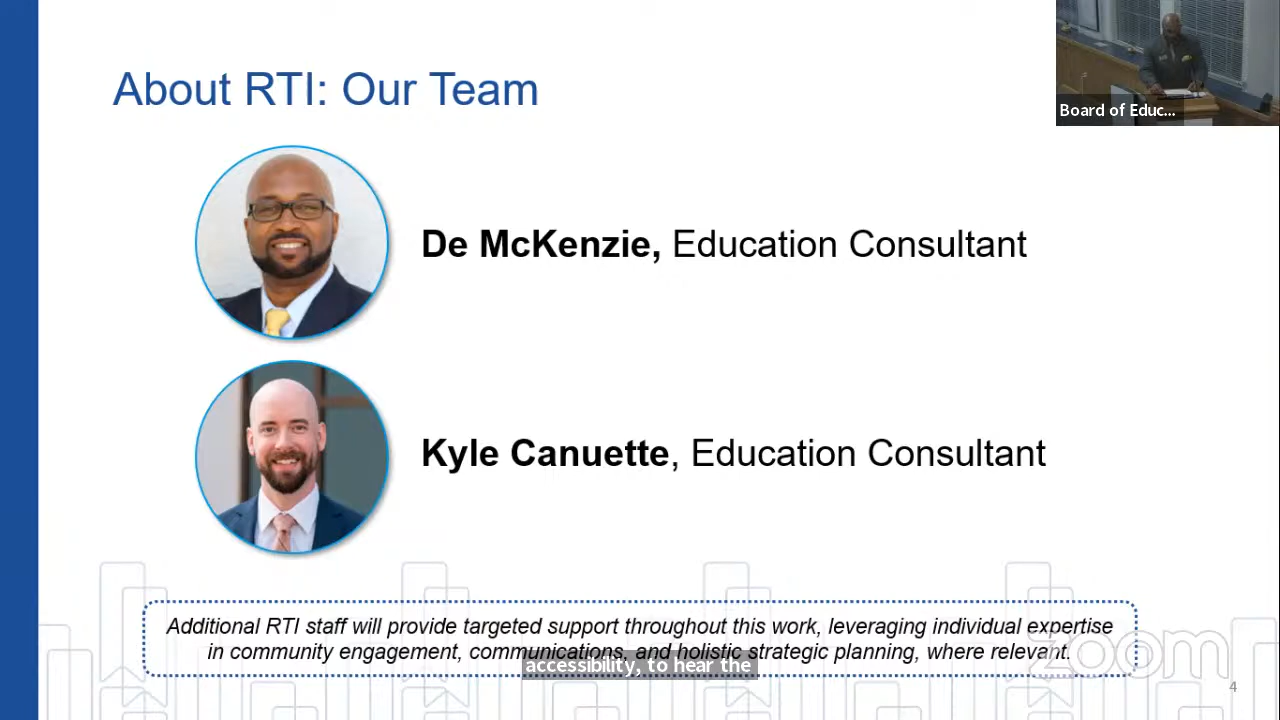 About RTI: Our Team
Board of Educ...
De McKenzie, Education Consultant
Kyle Canuette, Education Consultant
Additional RTI staff will provide targeted support throughout this work, leveraging individual expertise
in community engagement, communications, and holistic strategic planning, where relevant.
accessibility, to hear the
zoom
4